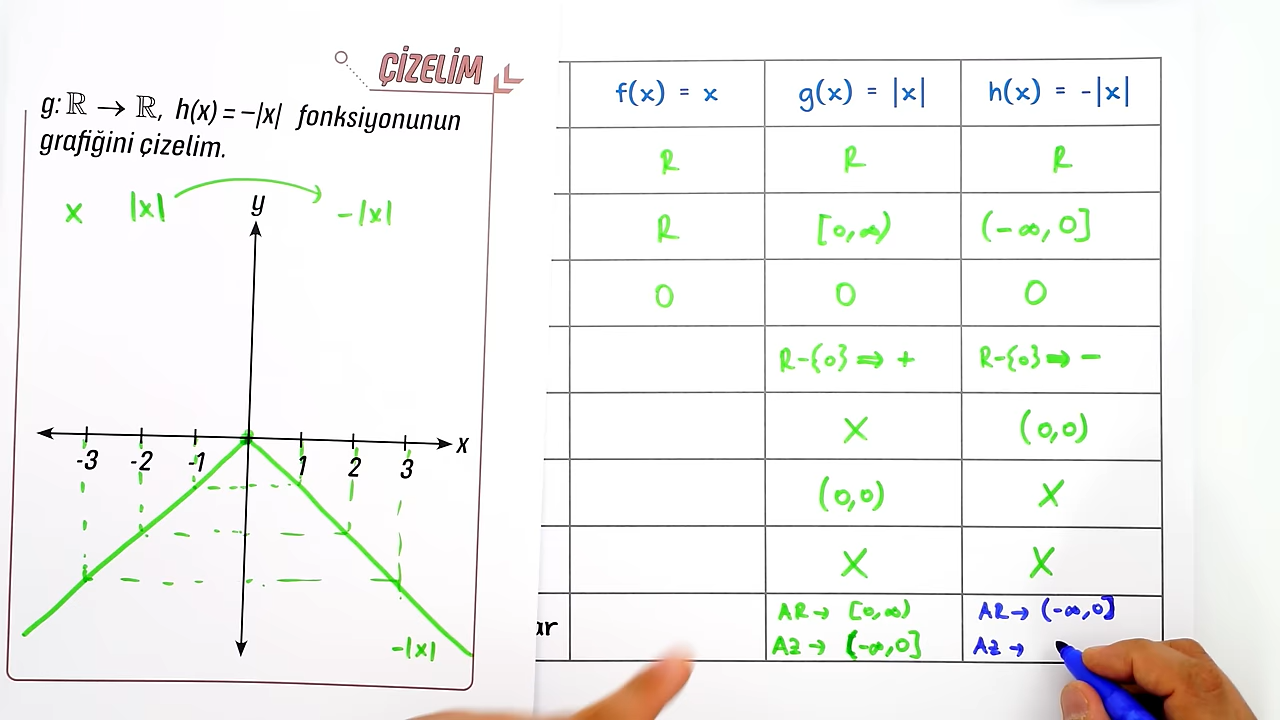 ÇİZELİM
g: ℝ → ℝ, h(x) = -|x| fonksiyonunun
grafiğini çizelim.
x |x| -|x|
y
x
-3 -2 -1 1 2 3
-|x|
f(x) = x g(x) = |x| h(x) = -|x|
R R R
R [0,∞) (-∞, 0]
0 0 0
R-{0} ⇒ + R-{0} ⇒ -
X (0,0)
(0,0) X
X X
ar
AR → [0,∞) AR → (-∞,0]
AZ → (-∞,0] AZ →